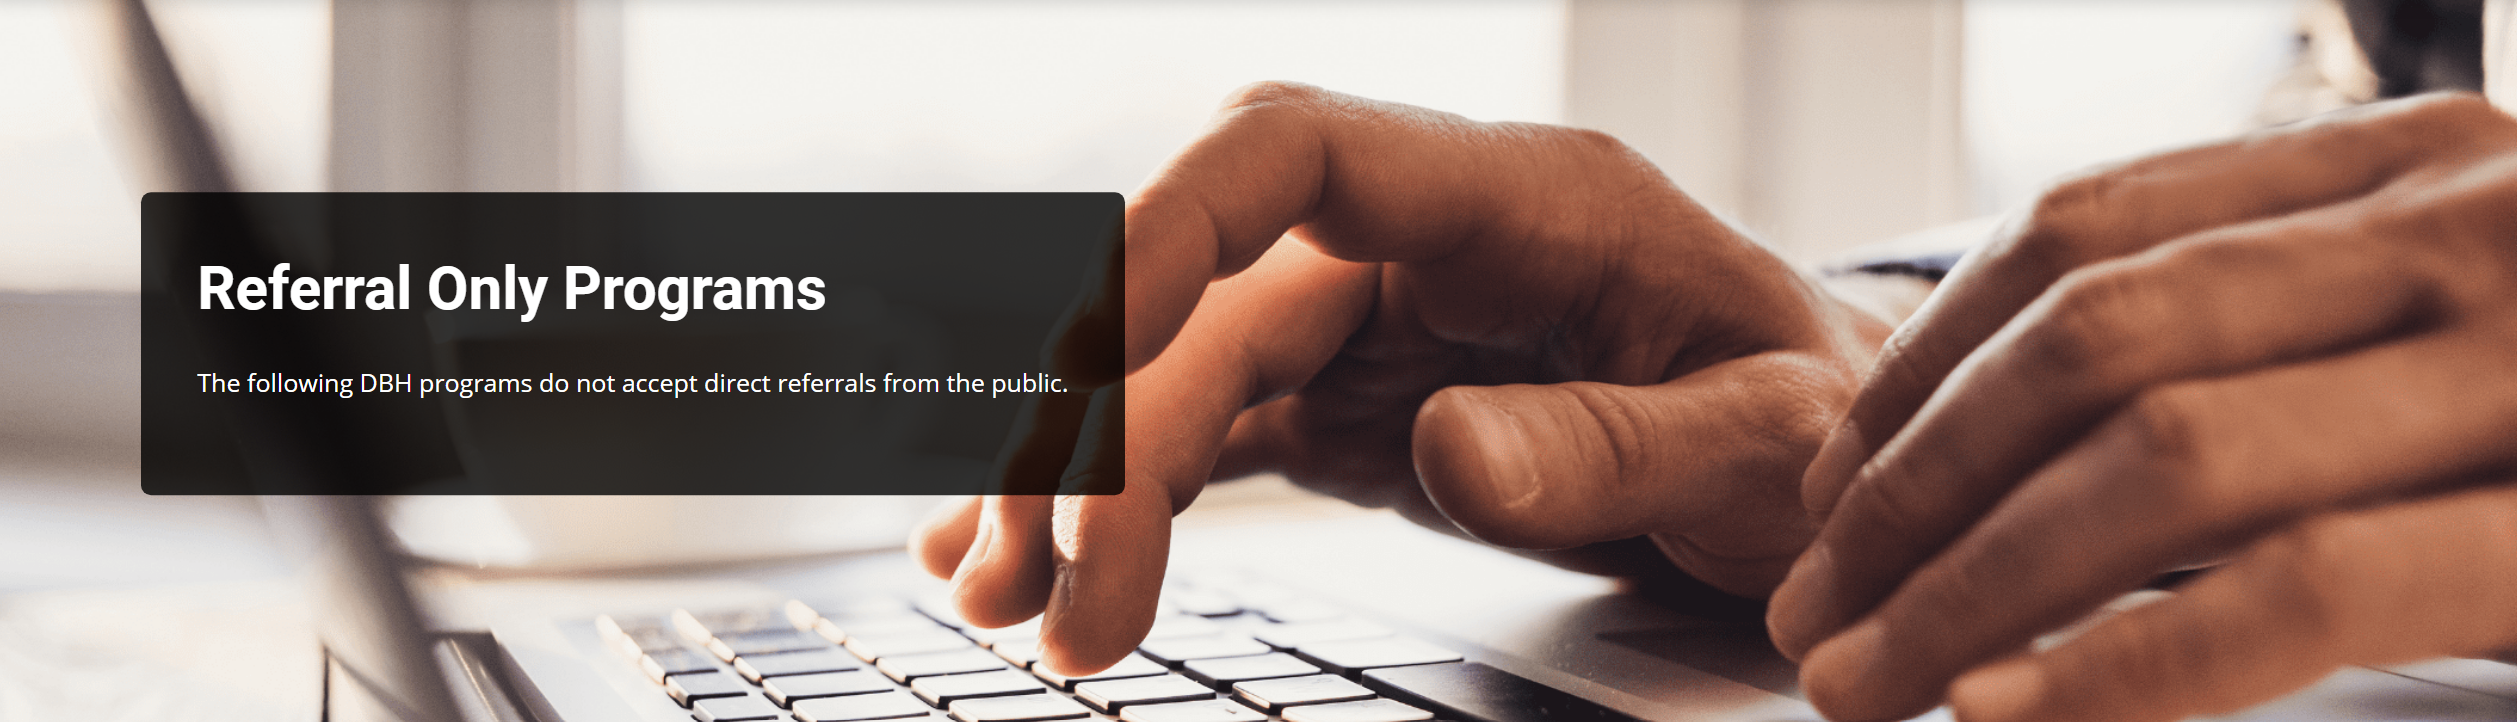 Referral Only Programs
The following DBH programs do not accept direct referrals from the public.